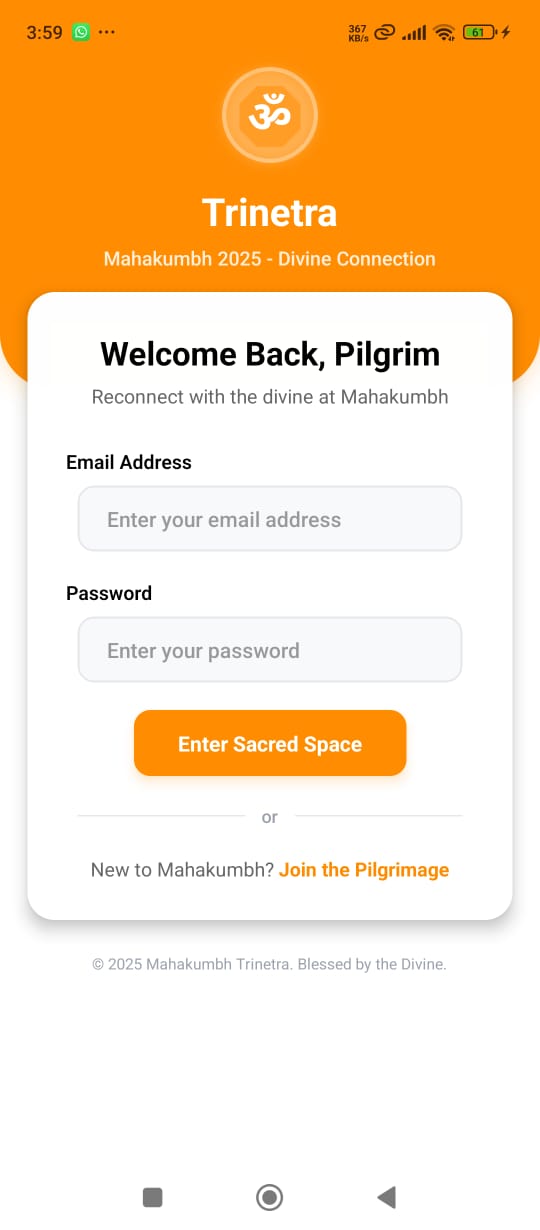 3:59
367
KB/s
61
ॐ
Trinetra
Mahakumbh 2025 - Divine Connection
Welcome Back, Pilgrim
Reconnect with the divine at Mahakumbh
Email Address
Enter your email address
Password
Enter your password
Enter Sacred Space
or
New to Mahakumbh? Join the Pilgrimage
© 2025 Mahakumbh Trinetra. Blessed by the Divine.